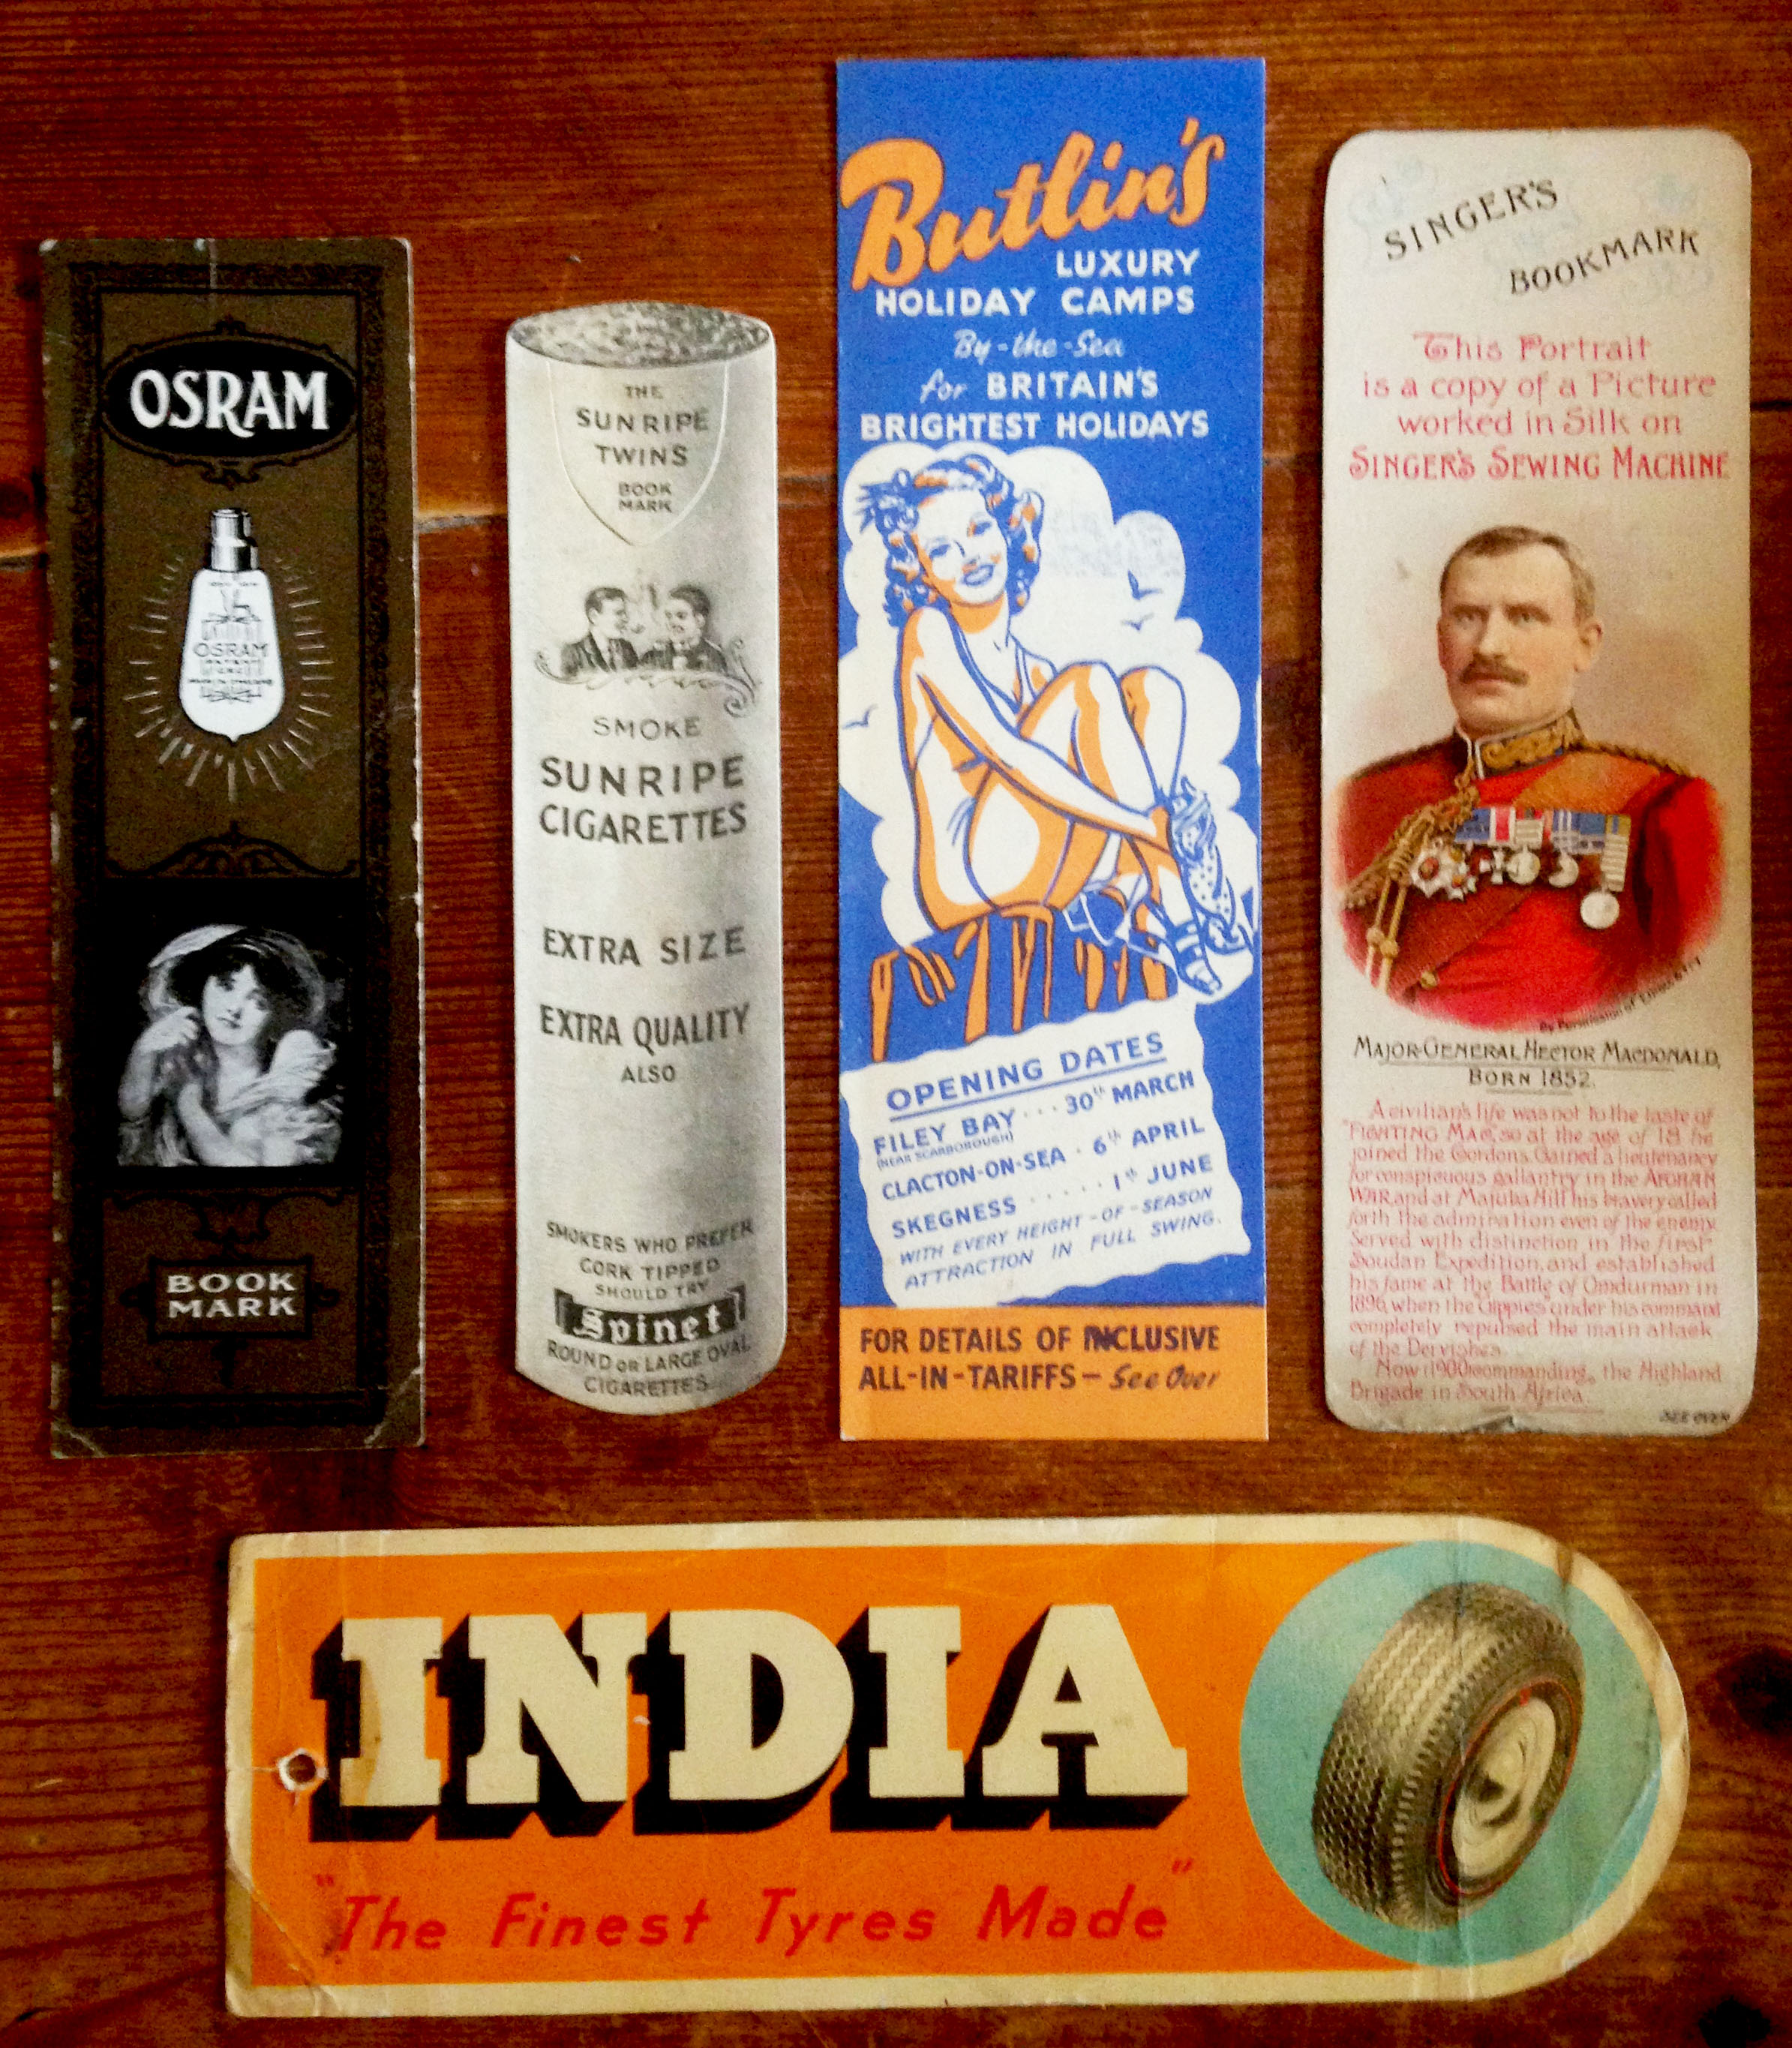 OSRAM
OSRAM
BOOK
MARK
THE
SUNRIPE
TWINS
BOOK
MARK
SMOKE
SUNRIPE
CIGARETTES
EXTRA SIZE
EXTRA QUALITY
ALSO
SMOKERS WHO PREFER
CORK TIPPED
SHOULD TRY
Spinet
ROUND OR LARGE OVAL
CIGARETTES
Butlin's
LUXURY
HOLIDAY CAMPS
By-the-Sea
for BRITAIN'S
BRIGHTEST HOLIDAYS
OPENING DATES
FILEY BAY ... 30th MARCH
(NEAR SCARBOROUGH)
CLACTON-ON-SEA . 6th APRIL
SKEGNESS ..... 1st JUNE
WITH EVERY HEIGHT-OF-SEASON
ATTRACTION IN FULL SWING.
FOR DETAILS OF INCLUSIVE
ALL-IN-TARIFFS - See Over
SINGER'S
BOOKMARK
This Portrait
is a copy of a Picture
worked in Silk on
SINGER'S SEWING MACHINE
By Permission of
MAJOR-GENERAL HECTOR MACDONALD,
BORN 1852.
A civilian's life was not to the taste of
"FIGHTING MAC", so at the age of 18 he
joined the Gordons. Gained a lieutenancy
for conspicuous gallantry in the AFGHAN
WAR, and at Majuba Hill his bravery called
forth the admiration even of the enemy.
Served with distinction in the first
Soudan Expedition, and established
his fame at the Battle of Omdurman in
1896, when the Gippies under his command
completely repulsed the main attack
of the Dervishes.
Now (1900) commanding the Highland
Brigade in South Africa.
SEE OVER
INDIA
"The Finest Tyres Made"